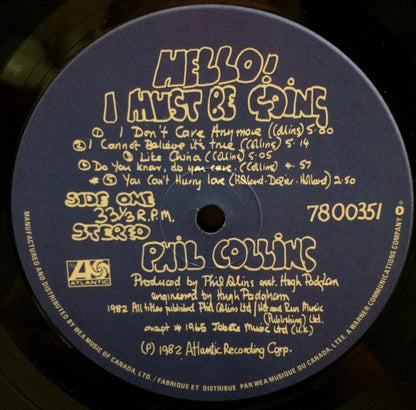 HELLO!
I MUST BE GOING
① I Don't Care Anymore (Collins) 5.00
② I Cannot Believe it's true (Collins) 5.14
③ Like China (Collins) 5.05
④ Do you know, do you care. (Collins) 4.57
* ⑤ You can't Hurry love (Holland-Dozier-Holland) 2.50
SIDE ONE
33⅓ R.P.M.
STEREO
78 00351
PHIL COLLINS
ATLANTIC
Produced by Phil Collins asst. Hugh Padgham
engineered by Hugh Padgham
1982 All titles published Phil Collins Ltd/Hit and Run Music
(Publishing) Ltd.
except * 1965 Jobete Music Ltd (U.K)
(P) 1982 Atlantic Recording Corp.
MANUFACTURED AND DISTRIBUTED BY WEA MUSIC OF CANADA, LTD. / FABRIQUÉ ET DISTRIBUÉ PAR WEA MUSIQUE DU CANADA, LTÉE. A WARNER COMMUNICATIONS COMPANY ®